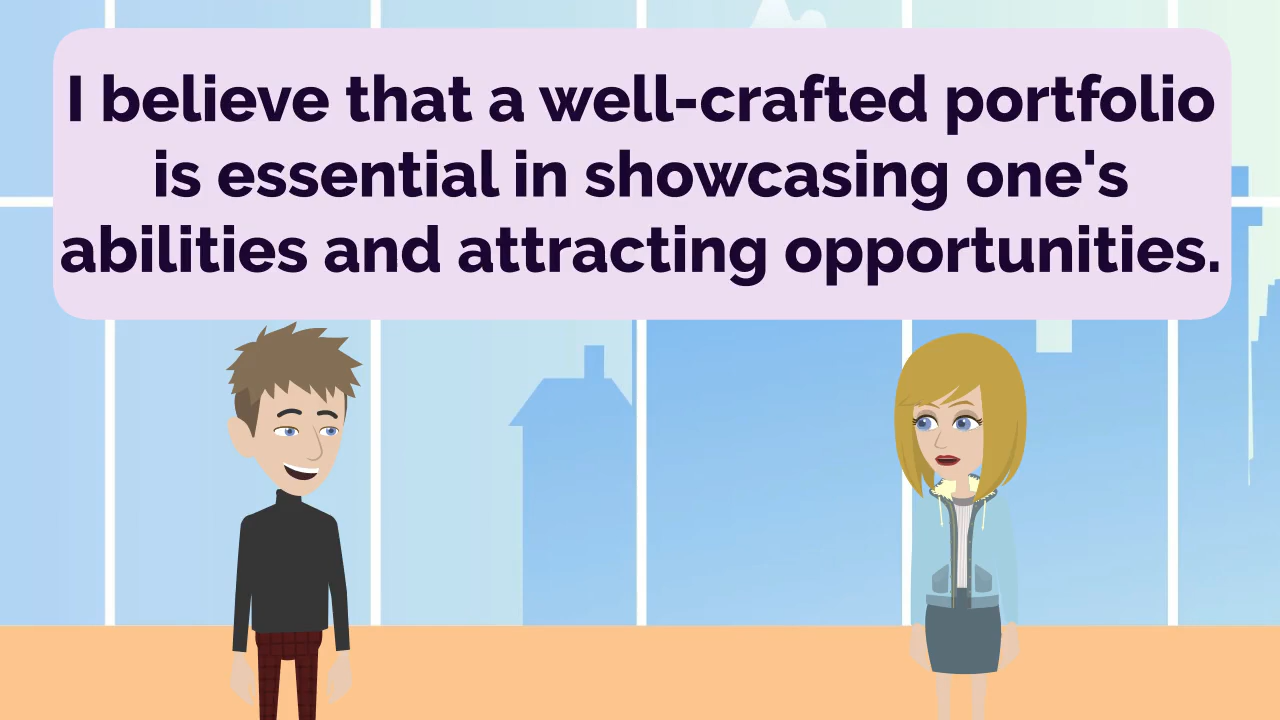 I believe that a well-crafted portfolio
is essential in showcasing one's
abilities and attracting opportunities.